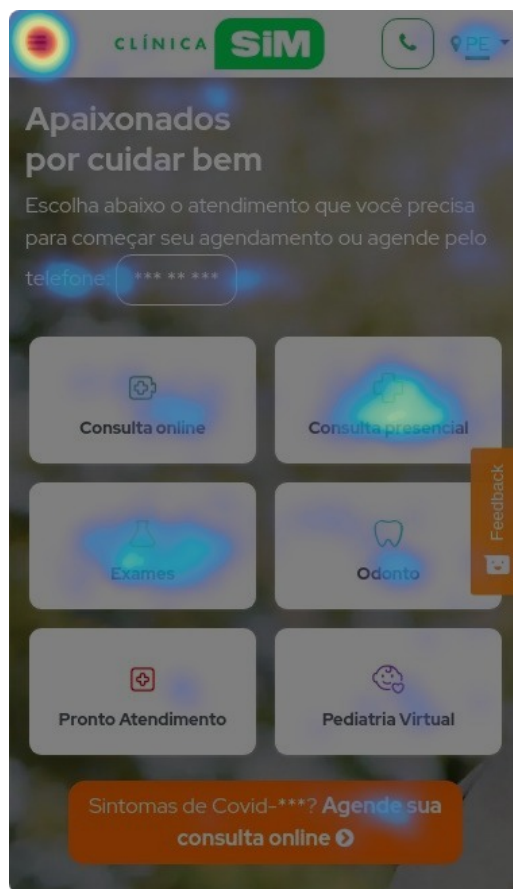 CLÍNICA SiM
PE
Apaixonados
por cuidar bem
Escolha abaixo o atendimento que você precisa
para começar seu agendamento ou agende pelo
telefone: *** ** ***
Consulta online
Consulta presencial
Exames
Odonto
Feedback
Pronto Atendimento
Pediatria Virtual
Sintomas de Covid-***? Agende sua
consulta online